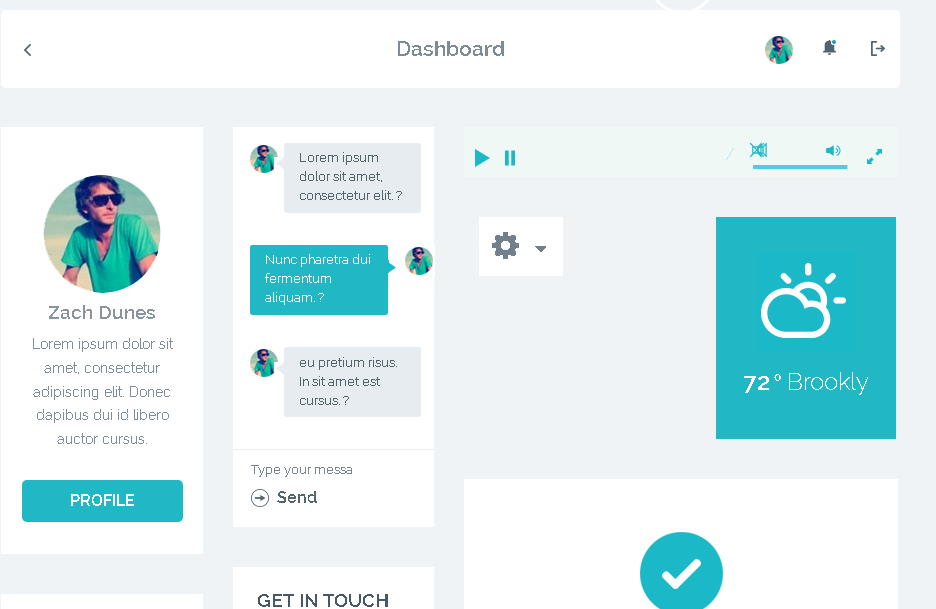 Dashboard
Zach Dunes
Lorem ipsum dolor sit
amet, consectetur
adipiscing elit. Donec
dapibus dui id libero
auctor cursus.
PROFILE
Lorem ipsum
dolor sit amet,
consectetur elit. ?
Nunc pharetra dui
fermentum
aliquam. ?
eu pretium risus.
In sit amet est
cursus. ?
Type your messa
Send
GET IN TOUCH
/
72° Brookly